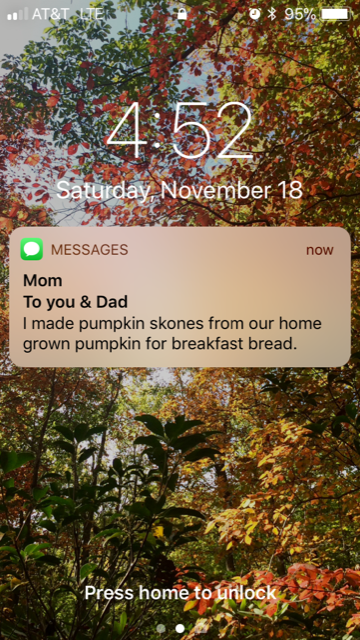 AT&T LTE 95%
4:52
Saturday, November 18
MESSAGES now
Mom
To you & Dad
I made pumpkin skones from our home
grown pumpkin for breakfast bread.
Press home to unlock